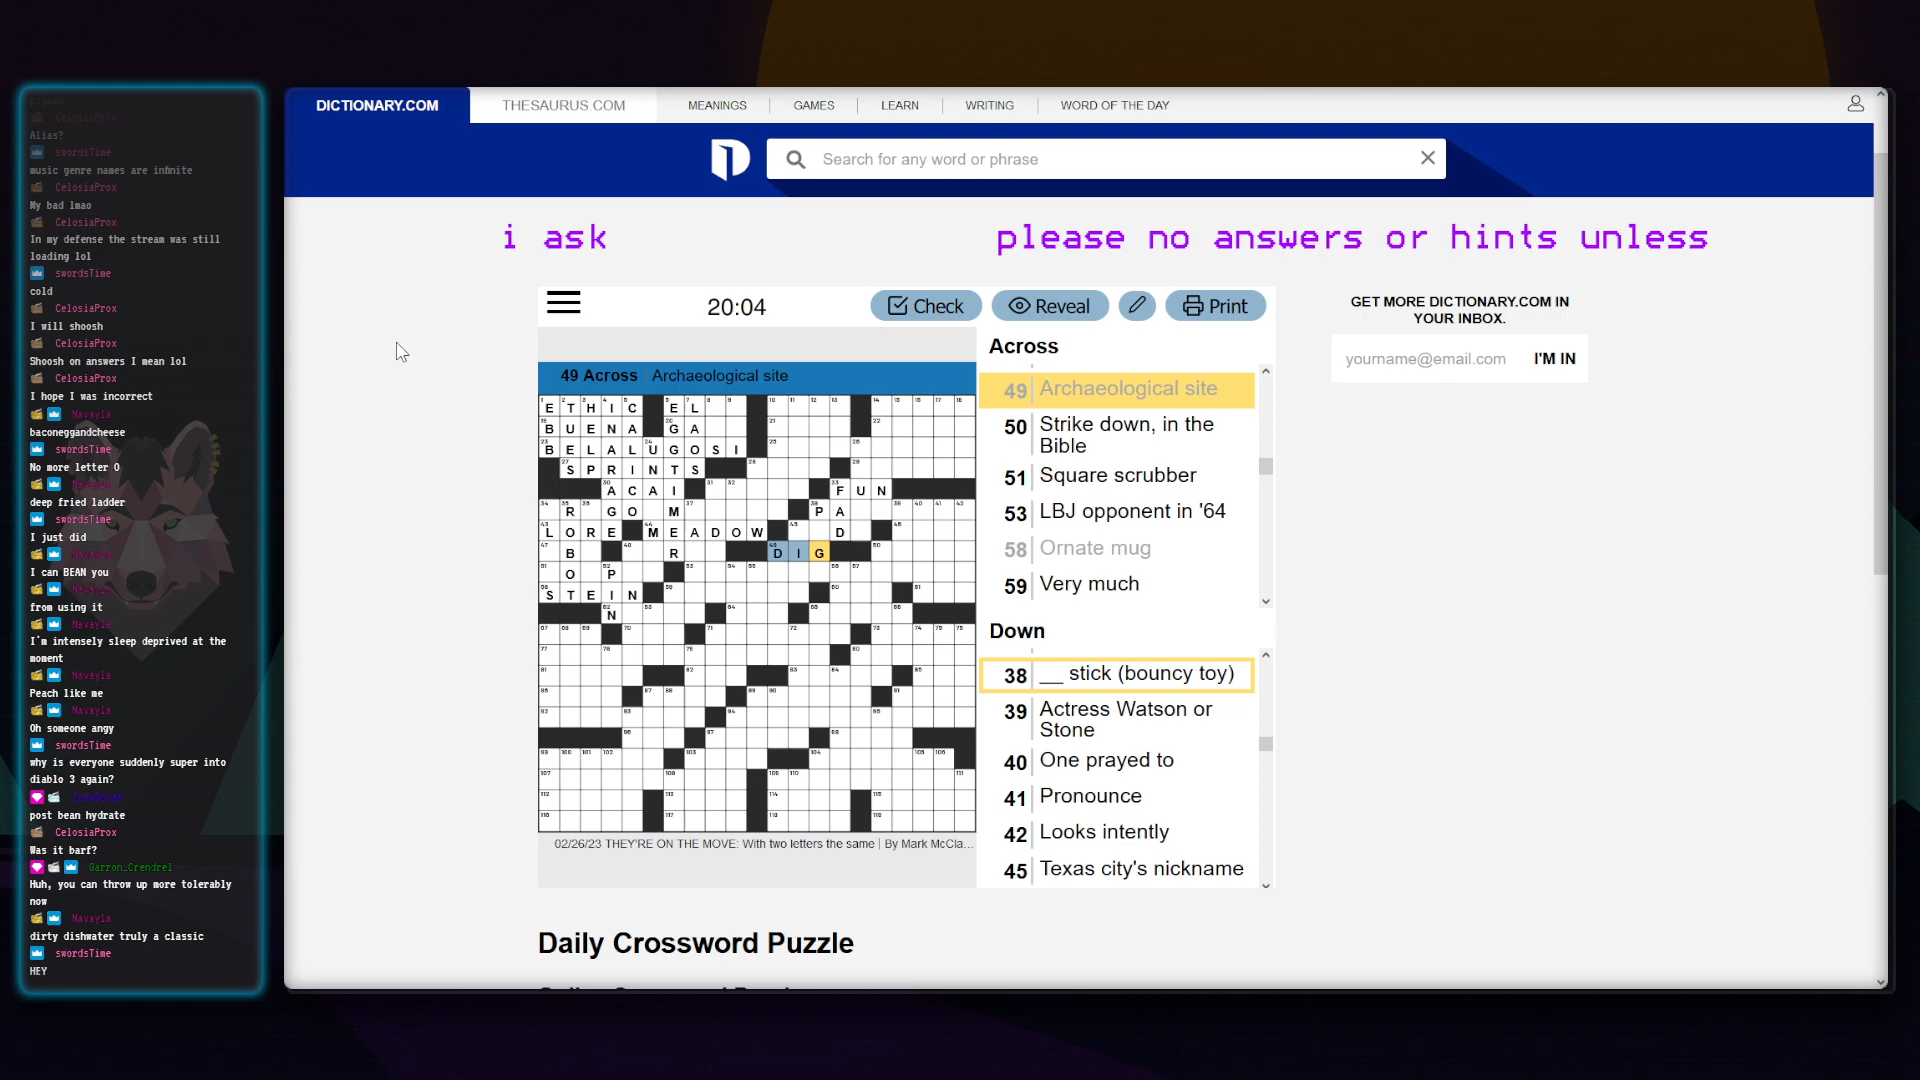 CelosiaProx
Alias?
swordsTime
music genre names are infinite
CelosiaProx
My bad lmao
CelosiaProx
In my defense the stream was still
loading lol
swordsTime
cold
CelosiaProx
I will shoosh
CelosiaProx
Shoosh on answers I mean lol
CelosiaProx
I hope I was incorrect
Navayla
baconeggandcheese
swordsTime
No more letter O
Navayla
deep fried ladder
swordsTime
I just did
Navayla
I can BEAN you
Navayla
from using it
Navayla
I'm intensely sleep deprived at the
moment
Navayla
Peach like me
Navayla
Oh someone angy
swordsTime
why is everyone suddenly super into
diablo 3 again?
post bean hydrate
CelosiaProx
Was it barf?
Garron_Crendrel
Huh, you can throw up more tolerably
now
Navayla
dirty dishwater truly a classic
swordsTime
HEY
DICTIONARY.COM THESAURUS.COM MEANINGS GAMES LEARN WRITING WORD OF THE DAY
Search for any word or phrase
i ask please no answers or hints unless
20:04 Check Reveal Print
49 Across Archaeological site
E T H I C E L
B U E N A G A
B E L A L U G O S I
S P R I N T S
A C A I F U N
R G O M P A
L O R E M E A D O W D
B R D I G
O P
S T E I N
N
02/26/23 THEY'RE ON THE MOVE: With two letters the same | By Mark McCla...
Across
49 Archaeological site
50 Strike down, in the
Bible
51 Square scrubber
53 LBJ opponent in '64
58 Ornate mug
59 Very much
Down
38 __ stick (bouncy toy)
39 Actress Watson or
Stone
40 One prayed to
41 Pronounce
42 Looks intently
45 Texas city's nickname
GET MORE DICTIONARY.COM IN
YOUR INBOX.
yourname@email.com I'M IN
Daily Crossword Puzzle